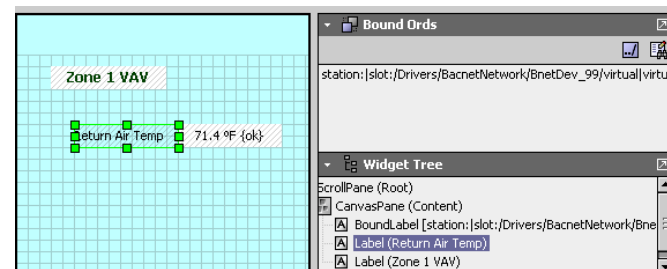 Zone 1 VAV
Return Air Temp 71.4 ºF {ok}
Bound Ords
station:|slot:/Drivers/BacnetNetwork/BnetDev_99/virtual|virtu
Widget Tree
ScrollPane (Root)
CanvasPane (Content)
A BoundLabel [station:|slot:/Drivers/BacnetNetwork/Bne
A Label (Return Air Temp)
A Label (Zone 1 VAV)